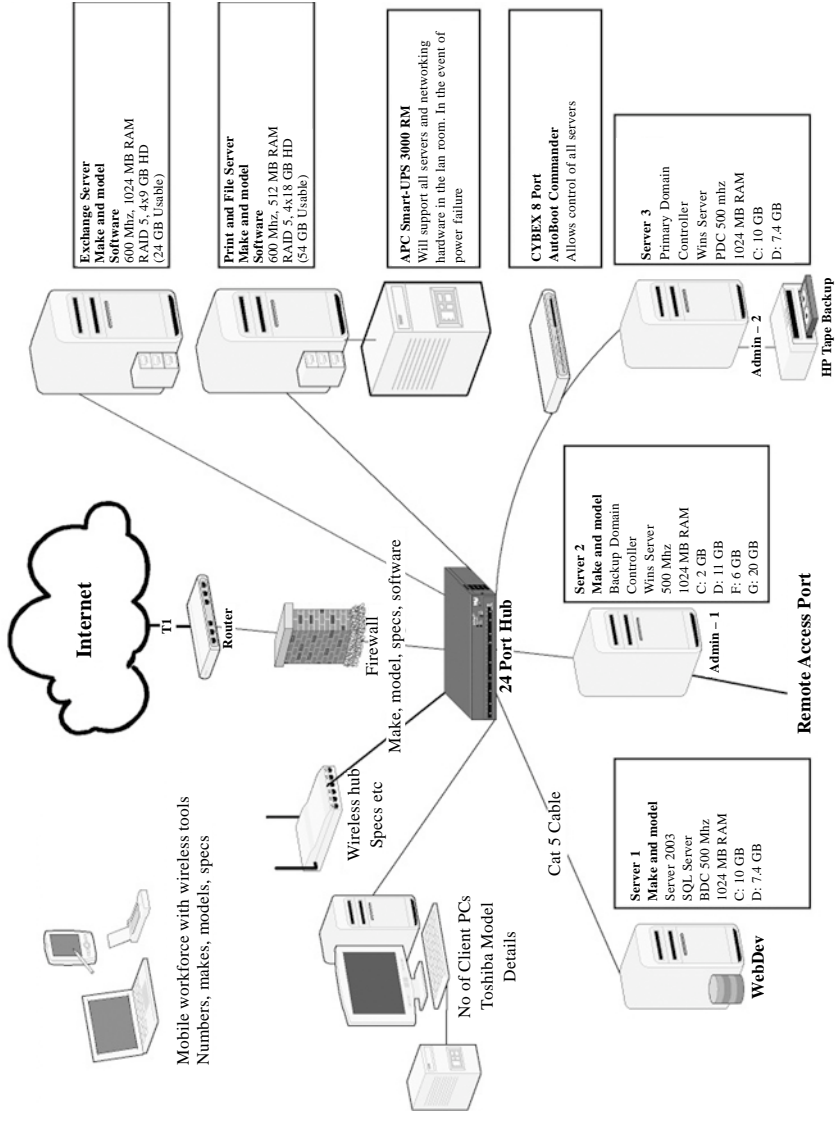 Internet
T1
Router
Firewall
Make, model, specs, software
24 Port Hub
Mobile workforce with wireless tools
Numbers, makes, models, specs
Wireless hub
Specs etc
No of Client PCs
Toshiba Model
Details
Cat 5 Cable
WebDev
Server 1
Make and model
Server 2003
SQL Server
BDC 500 Mhz
1024 MB RAM
C: 10 GB
D: 7.4 GB
Admin – 1
Remote Access Port
Server 2
Make and model
Backup Domain
Controller
Wins Server
500 Mhz
1024 MB RAM
C: 2 GB
D: 11 GB
F: 6 GB
G: 20 GB
Admin – 2
HP Tape Backup
Server 3
Primary Domain
Controller
Wins Server
PDC 500 mhz
1024 MB RAM
C: 10 GB
D: 7.4 GB
Exchange Server
Make and model
Software
600 Mhz, 1024 MB RAM
RAID 5, 4x9 GB HD
(24 GB Usable)
Print and File Server
Make and model
Software
600 Mhz, 512 MB RAM
RAID 5, 4x18 GB HD
(54 GB Usable)
APC Smart-UPS 3000 RM
Will support all servers and networking
hardware in the lan room. In the event of
power failure
CYBEX 8 Port
AutoBoot Commander
Allows control of all servers